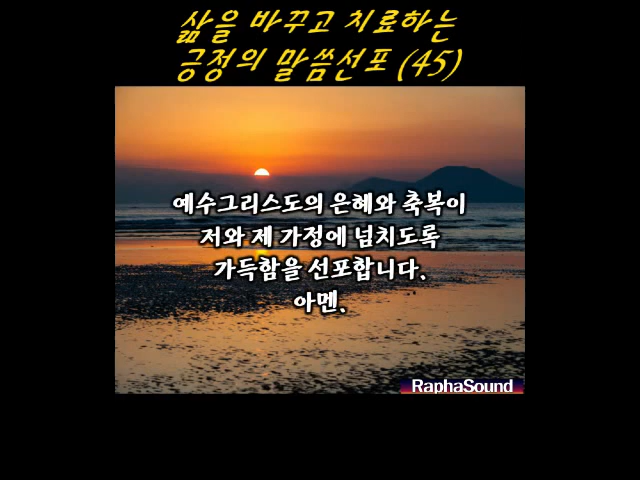 삶을 바꾸고 치료하는
긍정의 말씀선포 (45)
예수그리스도의 은혜와 축복이
저와 제 가정에 넘치도록
가득함을 선포합니다.
아멘.
RaphaSound